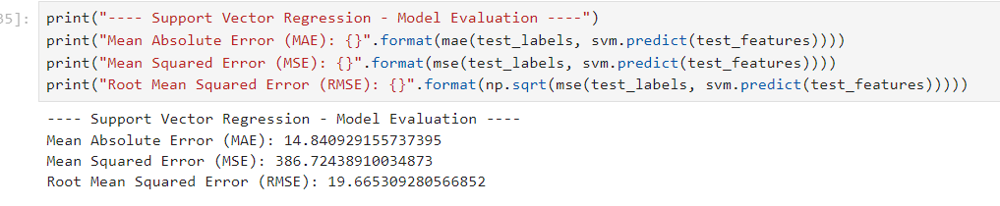 35]:
print("---- Support Vector Regression - Model Evaluation ----")
print("Mean Absolute Error (MAE): {}".format(mae(test_labels, svm.predict(test_features))))
print("Mean Squared Error (MSE): {}".format(mse(test_labels, svm.predict(test_features))))
print("Root Mean Squared Error (RMSE): {}".format(np.sqrt(mse(test_labels, svm.predict(test_features)))))
---- Support Vector Regression - Model Evaluation ----
Mean Absolute Error (MAE): 14.840929155737395
Mean Squared Error (MSE): 386.72438910034873
Root Mean Squared Error (RMSE): 19.665309280566852